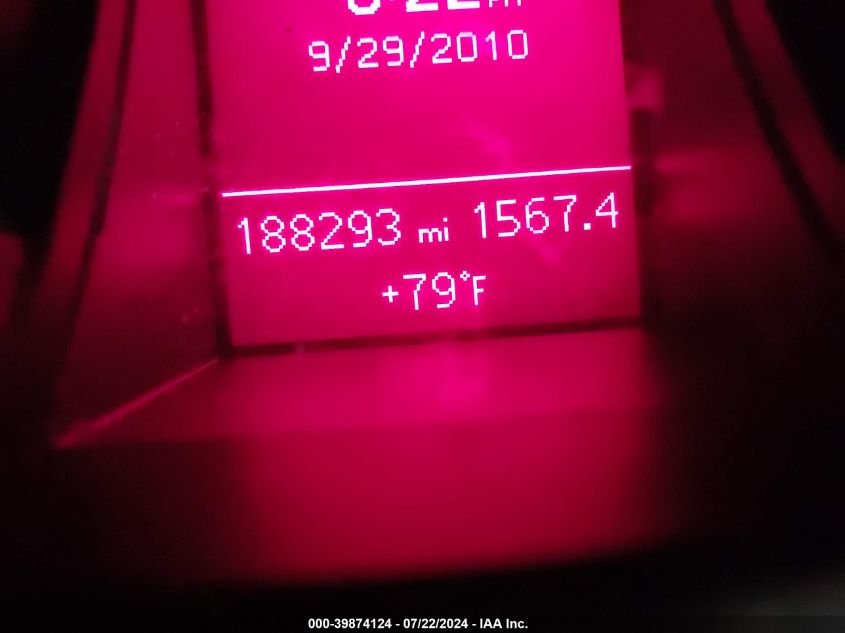 9/29/2010
188293 mi 1567.4
+79°F
000-39874124 - 07/22/2024 - IAA Inc.